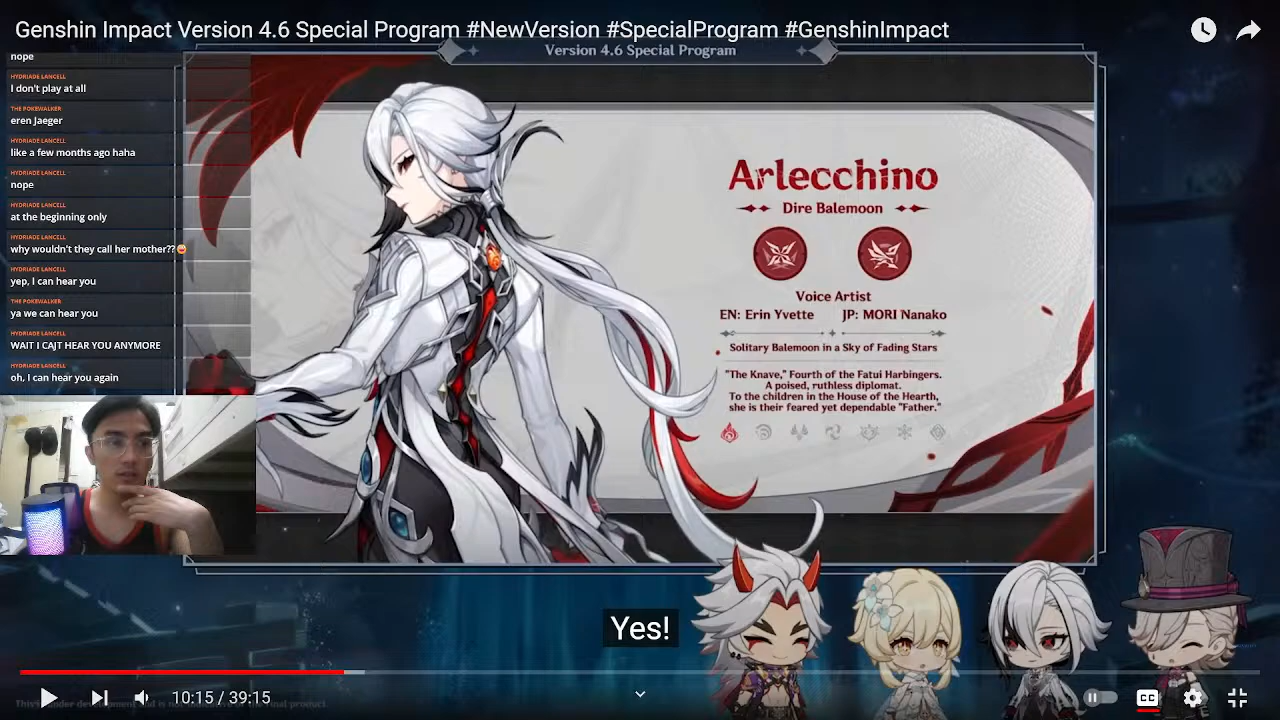 Genshin Impact Version 4.6 Special Program #NewVersion #SpecialProgram #GenshinImpact
Version 4.6 Special Program
nope
HYDRIADE LANCELL
I don't play at all
THE POKEWALKER
eren Jaeger
HYDRIADE LANCELL
like a few months ago haha
HYDRIADE LANCELL
nope
HYDRIADE LANCELL
at the beginning only
HYDRIADE LANCELL
why wouldn't they call her mother??
HYDRIADE LANCELL
yep, I can hear you
THE POKEWALKER
ya we can hear you
HYDRIADE LANCELL
WAIT I CAJT HEAR YOU ANYMORE
HYDRIADE LANCELL
oh, I can hear you again
Arlecchino
Dire Balemoon
Voice Artist
EN: Erin Yvette JP: MORI Nanako
Solitary Balemoon in a Sky of Fading Stars
"The Knave," Fourth of the Fatui Harbingers.
A poised, ruthless diplomat.
To the children in the House of the Hearth,
she is their feared yet dependable "Father."
Yes!
10:15 / 39:15
CC